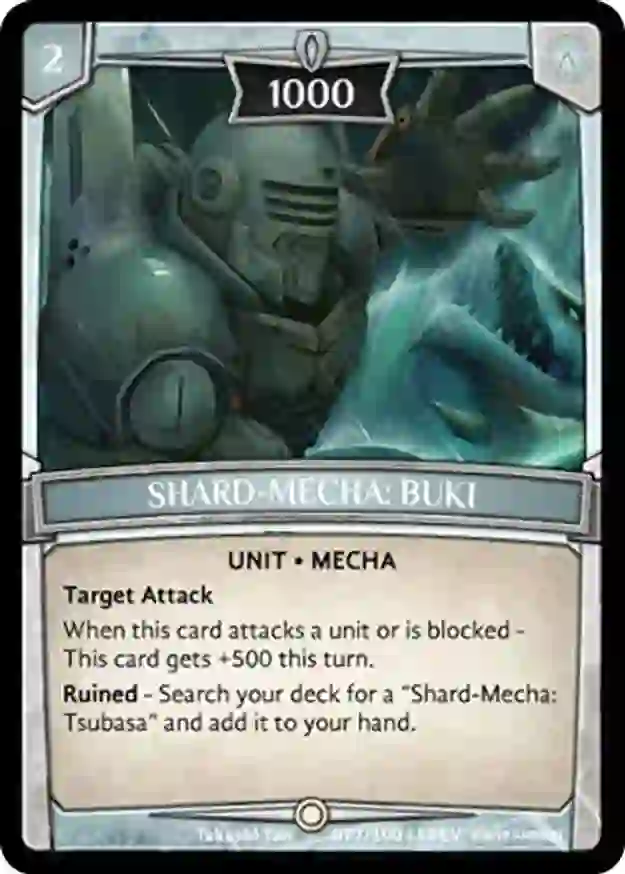 2
1000
SHARD-MECHA: BUKI
UNIT • MECHA
Target Attack
When this card attacks a unit or is blocked -
This card gets +500 this turn.
Ruined - Search your deck for a "Shard-Mecha:
Tsubasa" and add it to your hand.